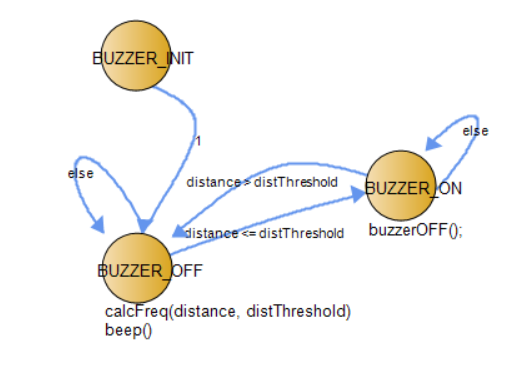 BUZZER_INIT
1
else
else
distance > distThreshold
BUZZER_ON
distance <= distThreshold
buzzerOFF();
BUZZER_OFF
calcFreq(distance, distThreshold)
beep()